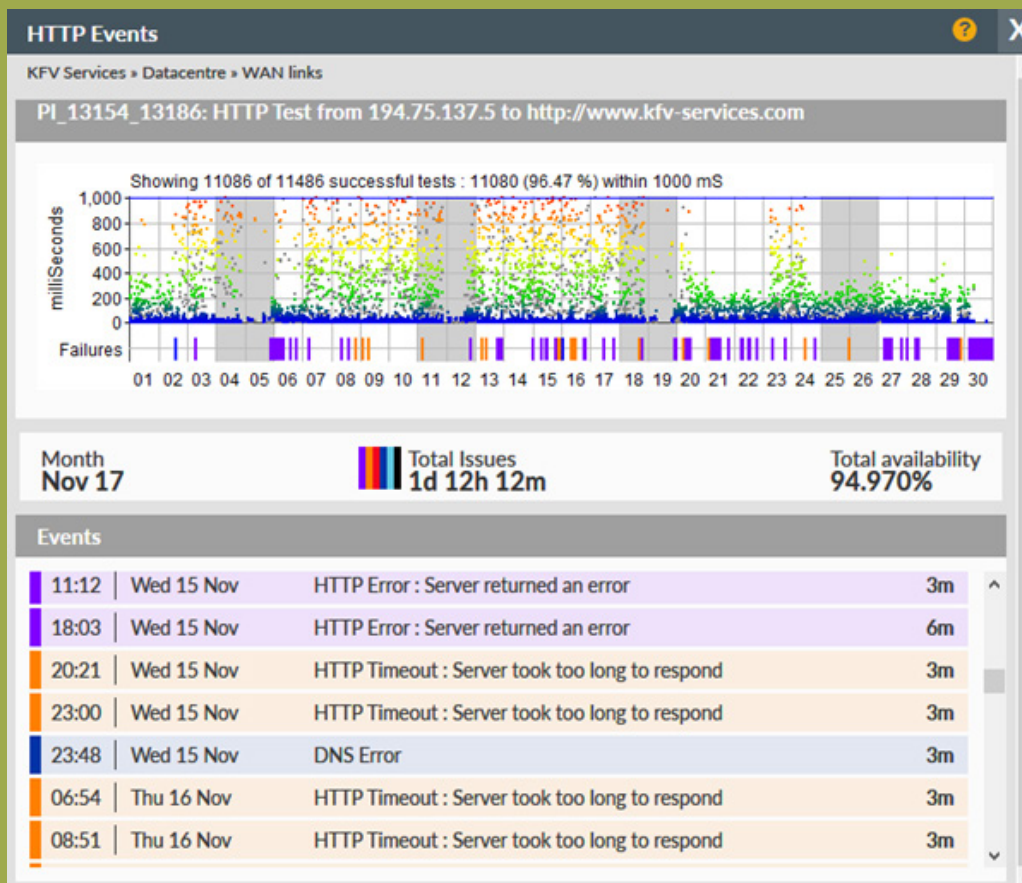 HTTP Events
?
X
KFV Services » Datacentre » WAN links
PI_13154_13186: HTTP Test from 194.75.137.5 to http://www.kfv-services.com
Showing 11086 of 11486 successful tests : 11080 (96.47 %) within 1000 mS
milliSeconds
1,000
800
600
400
200
0
Failures
01 02 03 04 05 06 07 08 09 10 11 12 13 14 15 16 17 18 19 20 21 22 23 24 25 26 27 28 29 30
Month
Nov 17
Total Issues
1d 12h 12m
Total availability
94.970%
Events
11:12 | Wed 15 Nov HTTP Error : Server returned an error 3m
18:03 | Wed 15 Nov HTTP Error : Server returned an error 6m
20:21 | Wed 15 Nov HTTP Timeout : Server took too long to respond 3m
23:00 | Wed 15 Nov HTTP Timeout : Server took too long to respond 3m
23:48 | Wed 15 Nov DNS Error 3m
06:54 | Thu 16 Nov HTTP Timeout : Server took too long to respond 3m
08:51 | Thu 16 Nov HTTP Timeout : Server took too long to respond 3m